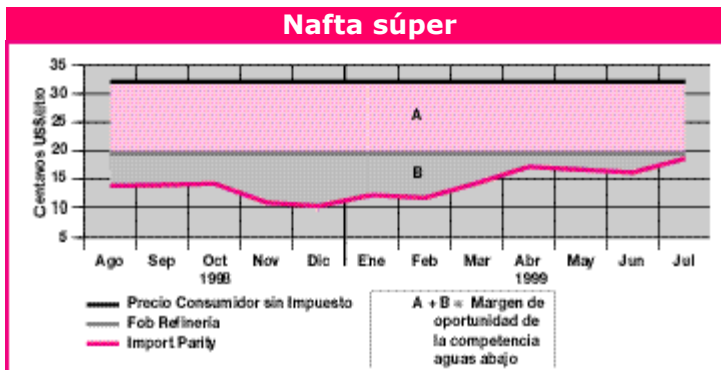 Nafta súper
Centavos US$/litro
35
30
25
20
15
10
5
A
B
Ago Sep Oct Nov Dic Ene Feb Mar Abr May Jun Jul
1998 1999
Precio Consumidor sin Impuesto
Fob Refinería
Import Parity
A + B = Margen de
oportunidad de
la competencia
aguas abajo